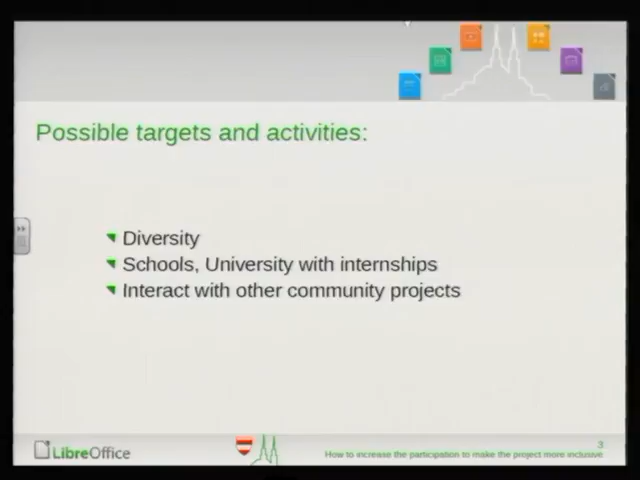 Possible targets and activities:
Diversity
Schools, University with internships
Interact with other community projects
LibreOffice
3
How to increase the participation to make the project more inclusive